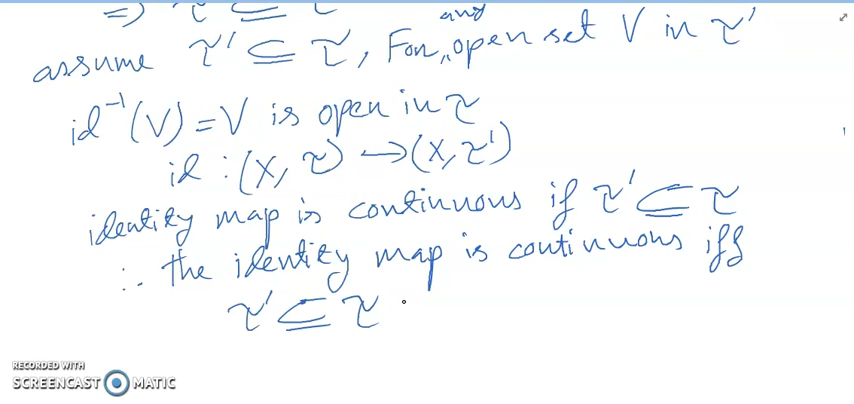 => τ' ⊆ τ
assume τ' ⊆ τ, For any open set V in τ'
id⁻¹(V) = V is open in τ
id : (X, τ) → (X, τ')
identity map is continuous if τ' ⊆ τ
∴ the identity map is continuous iff
τ' ⊆ τ .
RECORDED WITH
SCREENCAST MATIC